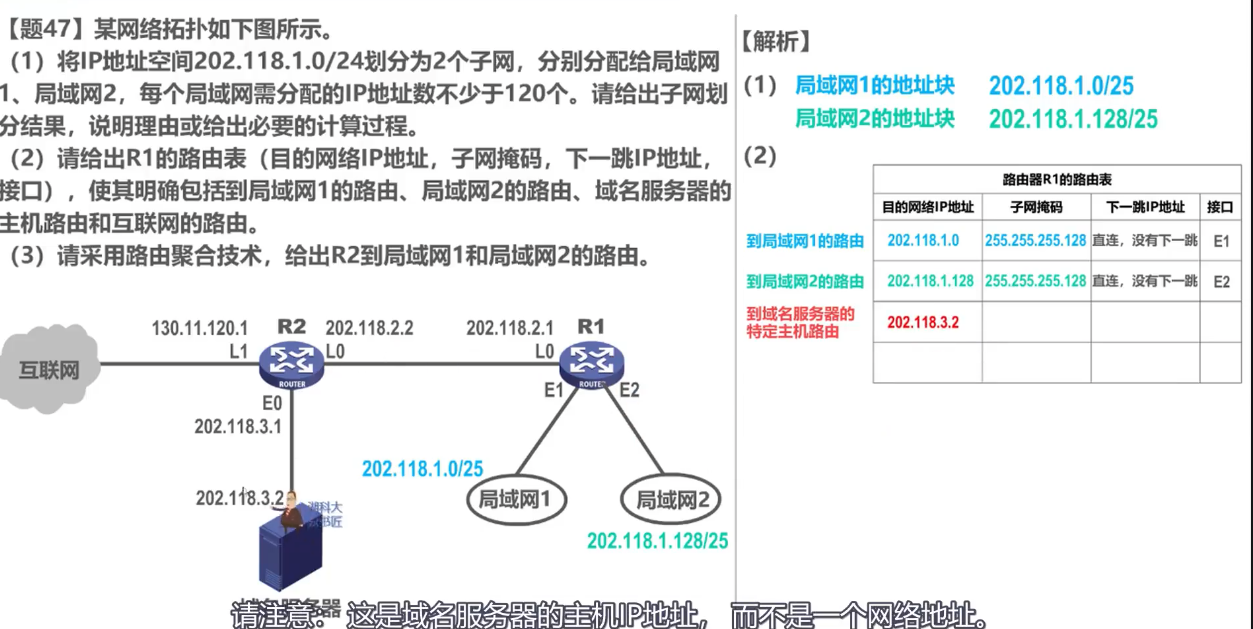 【题47】某网络拓扑如下图所示。
（1）将IP地址空间202.118.1.0/24划分为2个子网，分别分配给局域网
1、局域网2，每个局域网需分配的IP地址数不少于120个。请给出子网划
分结果，说明理由或给出必要的计算过程。
（2）请给出R1的路由表（目的网络IP地址，子网掩码，下一跳IP地址，
接口），使其明确包括到局域网1的路由、局域网2的路由、域名服务器的
主机路由和互联网的路由。
（3）请采用路由聚合技术，给出R2到局域网1和局域网2的路由。
130.11.120.1 R2 202.118.2.2 202.118.2.1 R1
L1 L0 L0
互联网
ROUTER ROUTER
E0 E1 E2
202.118.3.1
202.118.1.0/25
202.118.3.2
湖科大
教书匠
局域网1 局域网2
202.118.1.128/25
域名服务器
【解析】
（1） 局域网1的地址块 202.118.1.0/25
局域网2的地址块 202.118.1.128/25
（2）
路由器R1的路由表
目的网络IP地址 子网掩码 下一跳IP地址 接口
到局域网1的路由 202.118.1.0 255.255.255.128 直连，没有下一跳 E1
到局域网2的路由 202.118.1.128 255.255.255.128 直连，没有下一跳 E2
到域名服务器的
特定主机路由 202.118.3.2
请注意： 这是域名服务器的主机IP地址， 而不是一个网络地址。